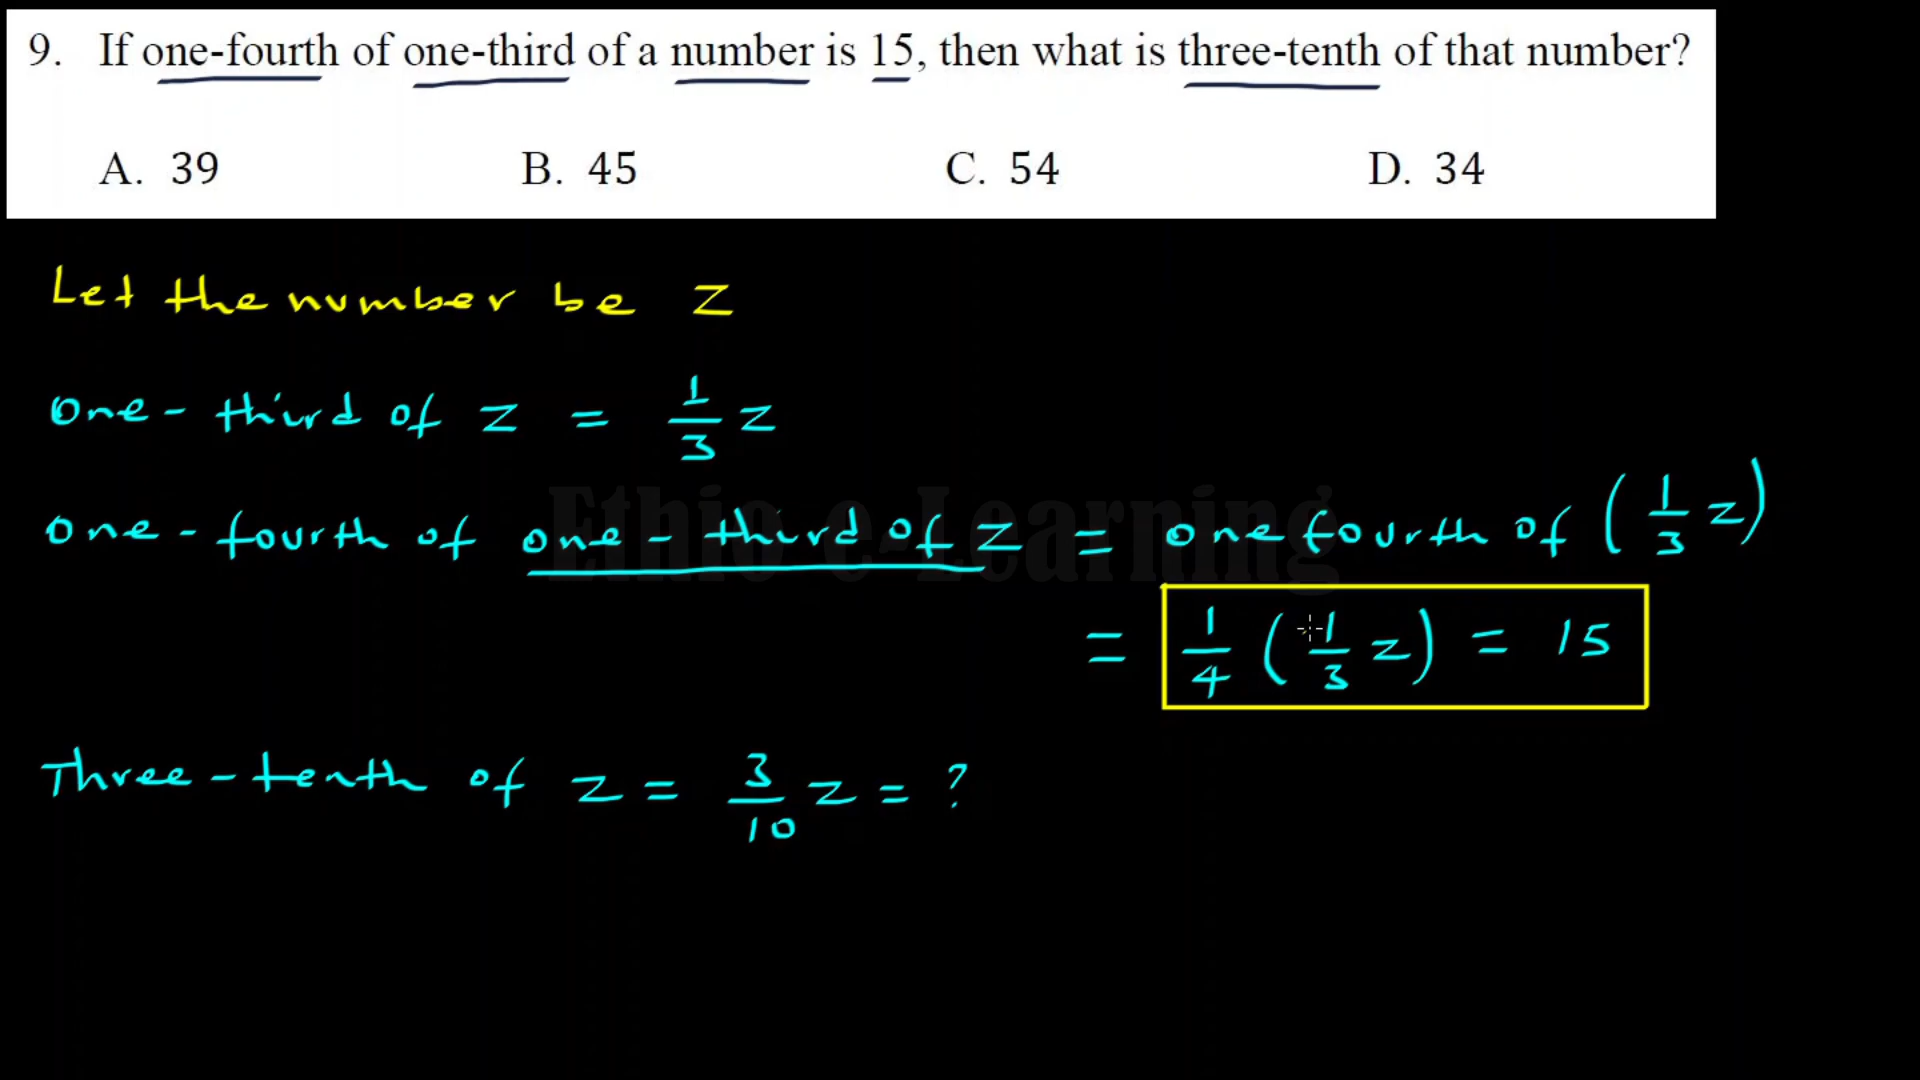 9. If one-fourth of one-third of a number is 15, then what is three-tenth of that number?
A. 39 B. 45 C. 54 D. 34
Let the number be z
One-third of z = 1/3 z
One-fourth of one-third of z = one fourth of (1/3 z)
Ethio e-Learning
= 1/4 (1/3 z) = 15
Three-tenth of z = 3/10 z = ?